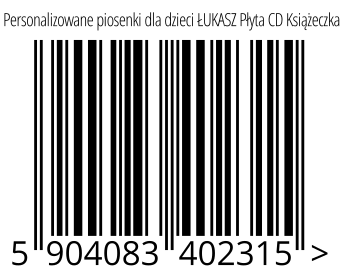 Personalizowane piosenki dla dzieci ŁUKASZ Płyta CD Książeczka
5 904083 402315 >